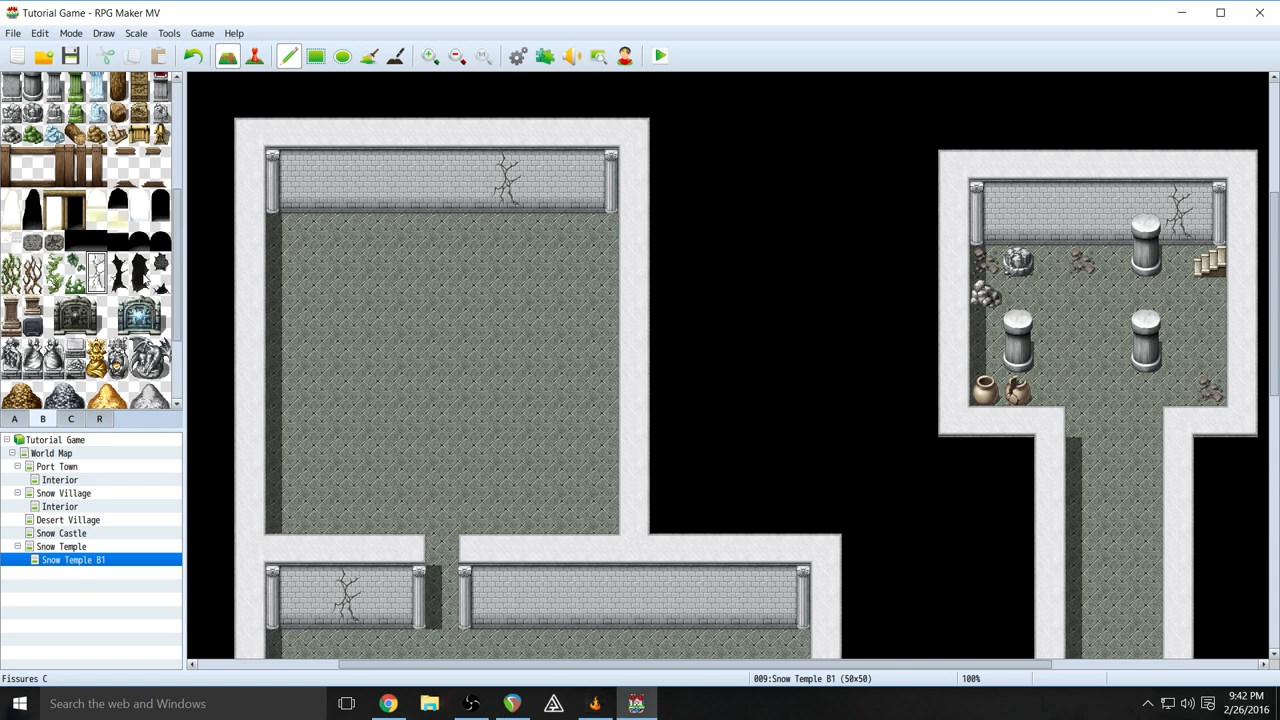 Tutorial Game - RPG Maker MV
File Edit Mode Draw Scale Tools Game Help
1:1
A B C R
Tutorial Game
World Map
Port Town
Interior
Snow Village
Interior
Desert Village
Snow Castle
Snow Temple
Snow Temple B1
Fissures C
009:Snow Temple B1 (50x50)
100%
Search the web and Windows
9:42 PM
2/26/2016